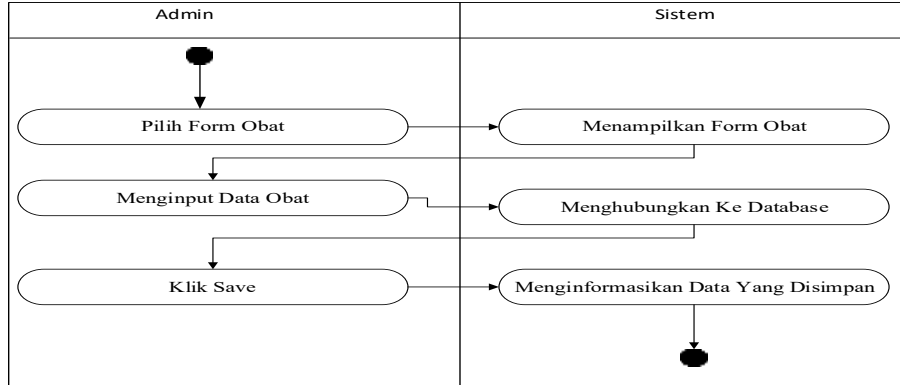 Admin
Sistem
Pilih Form Obat
Menampilkan Form Obat
Menginput Data Obat
Menghubungkan Ke Database
Klik Save
Menginformasikan Data Yang Disimpan